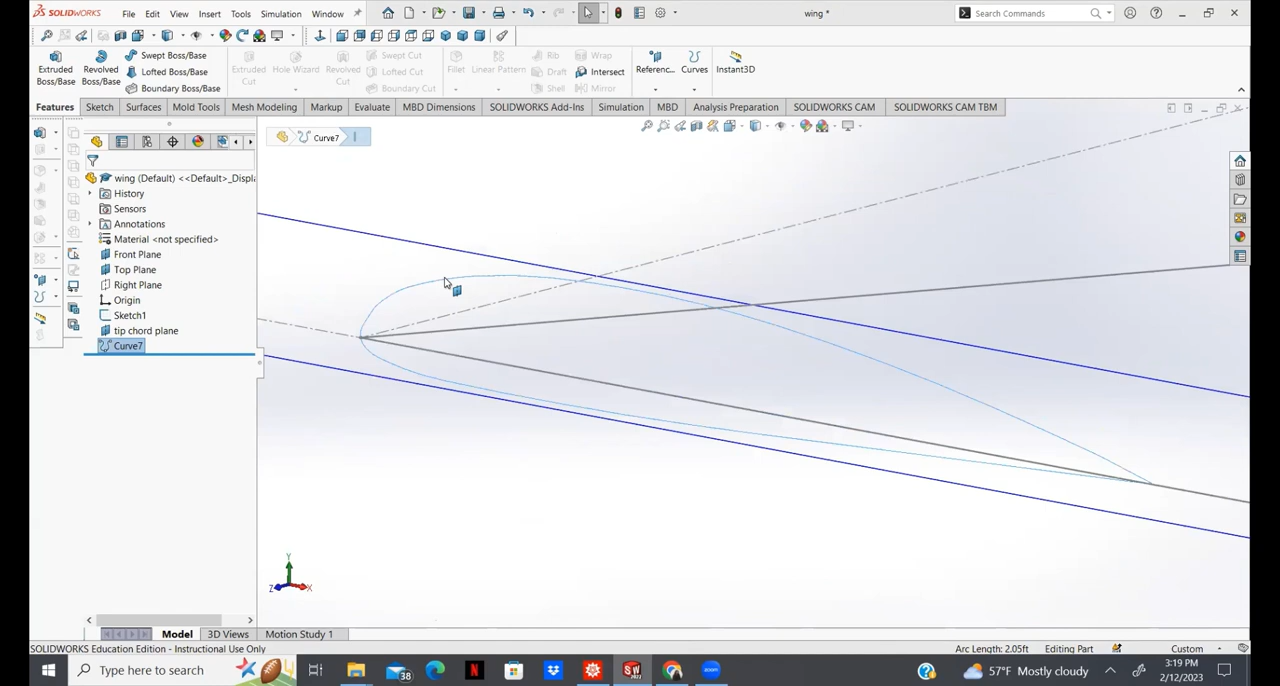 SOLIDWORKS File Edit View Insert Tools Simulation Window wing * Search Commands
Extruded Boss/Base
Revolved Boss/Base
Swept Boss/Base
Lofted Boss/Base
Boundary Boss/Base
Extruded Cut
Hole Wizard
Revolved Cut
Swept Cut
Lofted Cut
Boundary Cut
Fillet
Linear Pattern
Rib
Draft
Shell
Wrap
Intersect
Mirror
Referenc...
Curves
Instant3D
Features Sketch Surfaces Mold Tools Mesh Modeling Markup Evaluate MBD Dimensions SOLIDWORKS Add-Ins Simulation MBD Analysis Preparation SOLIDWORKS CAM SOLIDWORKS CAM TBM
Curve7
wing (Default) <<Default>_Displa
History
Sensors
Annotations
Material <not specified>
Front Plane
Top Plane
Right Plane
Origin
Sketch1
tip chord plane
Curve7
Y
Z
X
Model 3D Views Motion Study 1
SOLIDWORKS Education Edition - Instructional Use Only Arc Length: 2.05ft Editing Part Custom
Type here to search
38
57°F Mostly cloudy
3:19 PM
2/12/2023